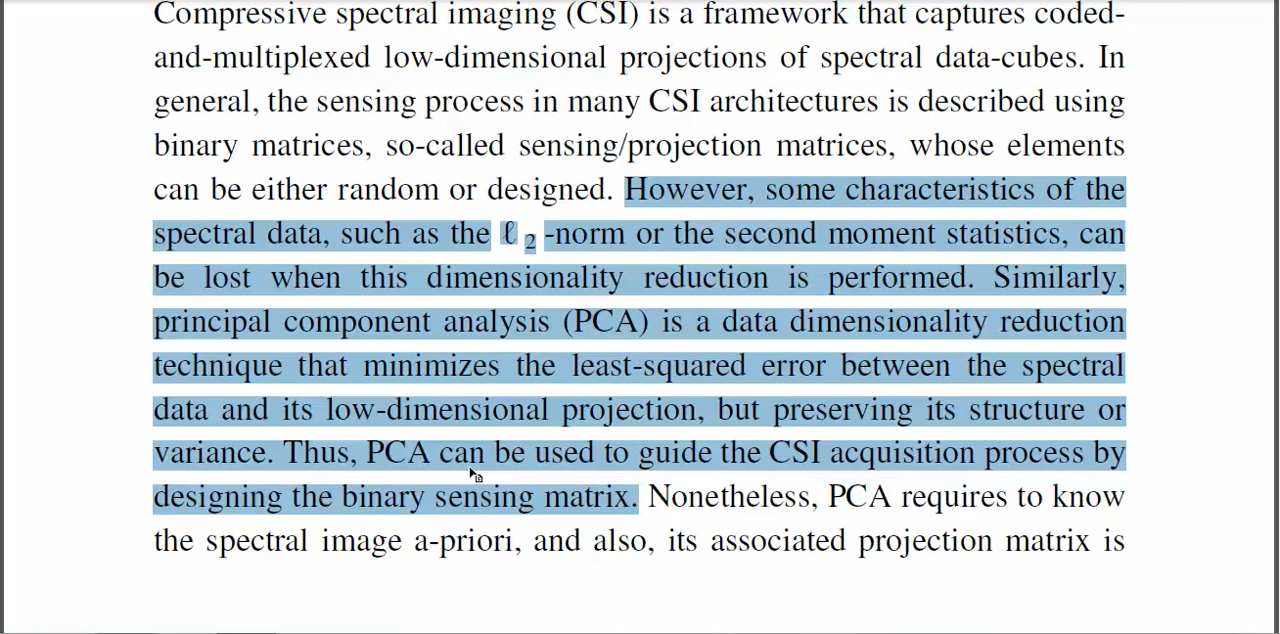 Compressive spectral imaging (CSI) is a framework that captures coded-
and-multiplexed low-dimensional projections of spectral data-cubes. In
general, the sensing process in many CSI architectures is described using
binary matrices, so-called sensing/projection matrices, whose elements
can be either random or designed. However, some characteristics of the
spectral data, such as the ℓ₂ -norm or the second moment statistics, can
be lost when this dimensionality reduction is performed. Similarly,
principal component analysis (PCA) is a data dimensionality reduction
technique that minimizes the least-squared error between the spectral
data and its low-dimensional projection, but preserving its structure or
variance. Thus, PCA can be used to guide the CSI acquisition process by
designing the binary sensing matrix. Nonetheless, PCA requires to know
the spectral image a-priori, and also, its associated projection matrix is